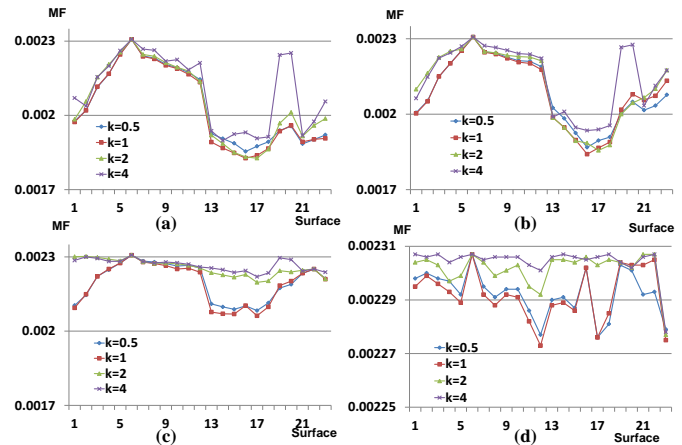 MF
0.0023
0.002
0.0017
k=0.5
k=1
k=2
k=4
1 5 9 13 17 21
Surface
(a)
MF
0.0023
0.002
0.0017
k=0.5
k=1
k=2
k=4
1 5 9 13 17 21
Surface
(b)
MF
0.0023
0.002
0.0017
k=0.5
k=1
k=2
k=4
1 5 9 13 17 21
Surface
(c)
MF
0.00231
0.00229
0.00227
0.00225
k=0.5
k=1
k=2
k=4
1 5 9 13 17 21
Surface
(d)